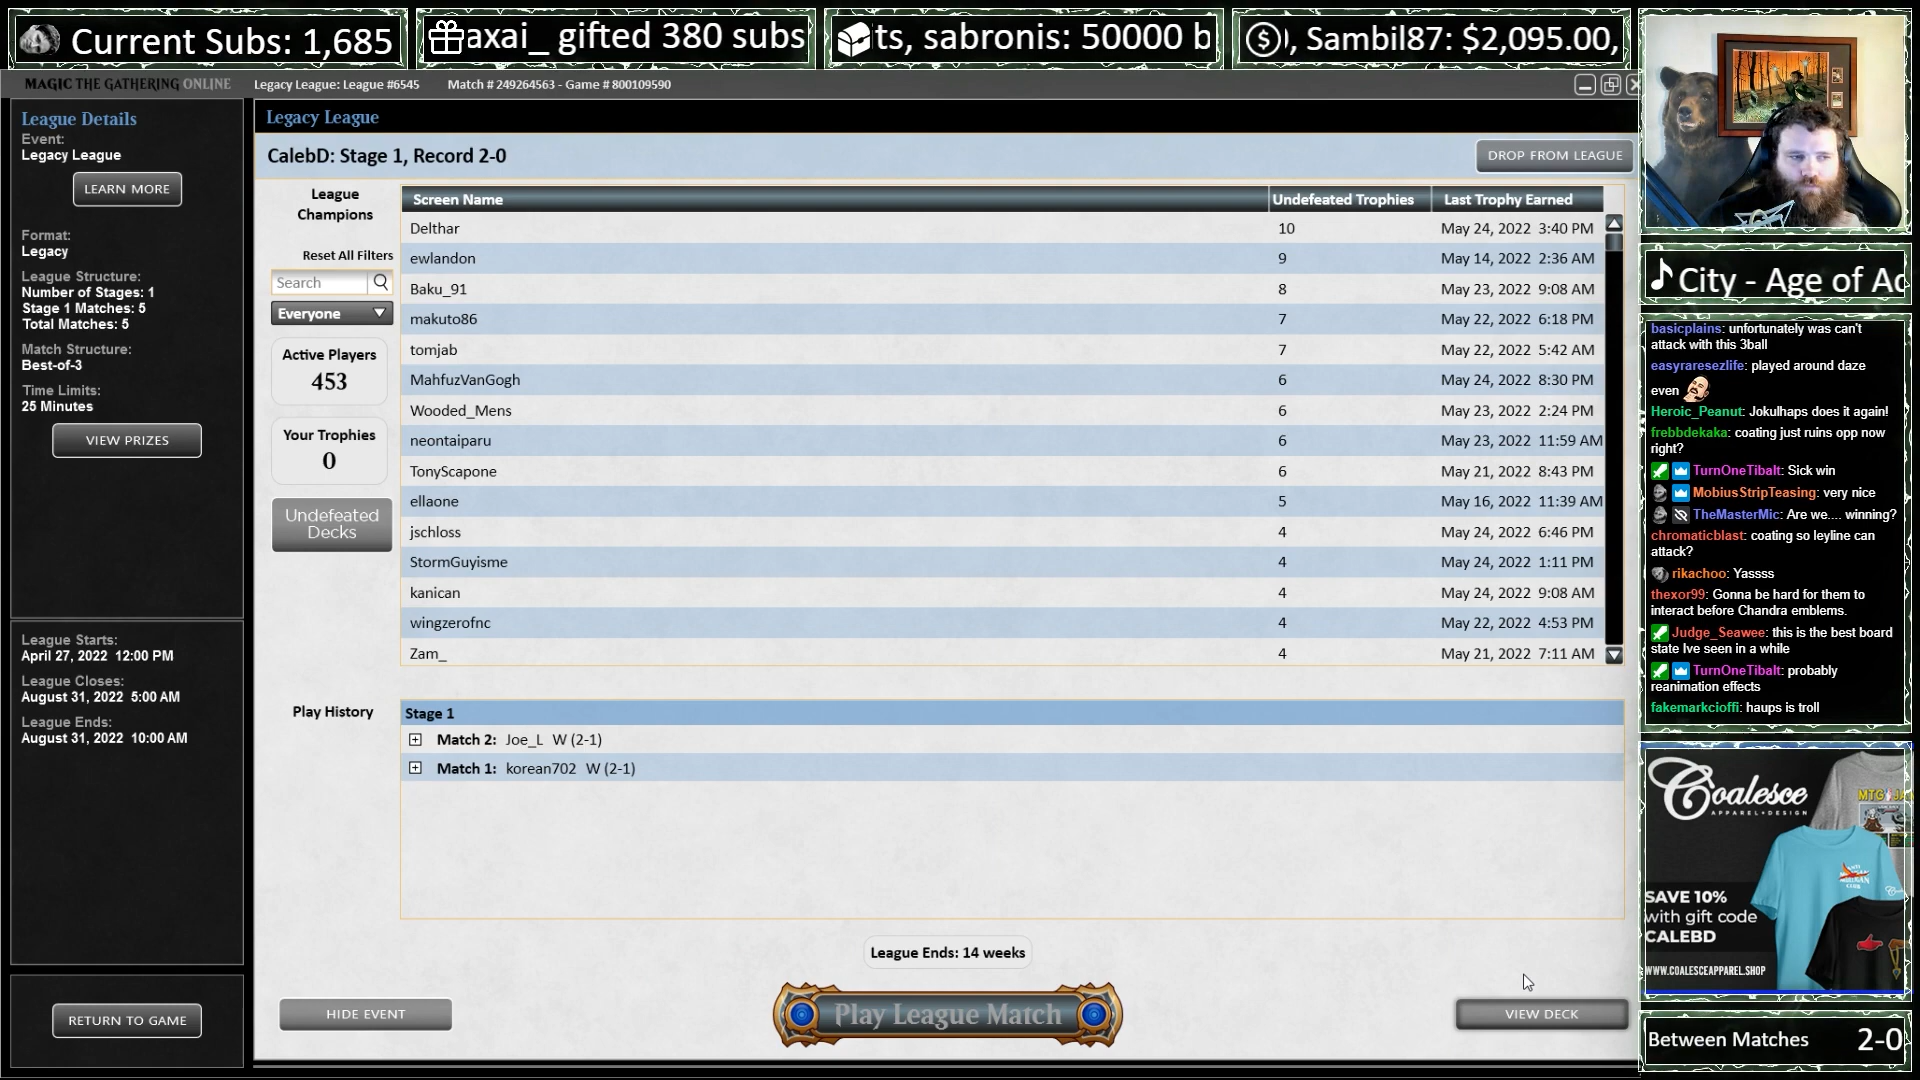 Current Subs: 1,685
axai_ gifted 380 subs
ts, sabronis: 50000 b
), Sambil87: $2,095.00,
MAGIC THE GATHERING ONLINE
Legacy League: League #6545
Match # 249264563 - Game # 800109590
League Details
Event:
Legacy League
LEARN MORE
Format:
Legacy
League Structure:
Number of Stages: 1
Stage 1 Matches: 5
Total Matches: 5
Match Structure:
Best-of-3
Time Limits:
25 Minutes
VIEW PRIZES
League Starts:
April 27, 2022 12:00 PM
League Closes:
August 31, 2022 5:00 AM
League Ends:
August 31, 2022 10:00 AM
RETURN TO GAME
Legacy League
CalebD: Stage 1, Record 2-0
DROP FROM LEAGUE
League
Champions
Reset All Filters
Search
Everyone
Active Players
453
Your Trophies
0
Undefeated
Decks
Screen Name Undefeated Trophies Last Trophy Earned
Delthar 10 May 24, 2022 3:40 PM
ewlandon 9 May 14, 2022 2:36 AM
Baku_91 8 May 23, 2022 9:08 AM
makuto86 7 May 22, 2022 6:18 PM
tomjab 7 May 22, 2022 5:42 AM
MahfuzVanGogh 6 May 24, 2022 8:30 PM
Wooded_Mens 6 May 23, 2022 2:24 PM
neontaiparu 6 May 23, 2022 11:59 AM
TonyScapone 6 May 21, 2022 8:43 PM
ellaone 5 May 16, 2022 11:39 AM
jschloss 4 May 24, 2022 6:46 PM
StormGuyisme 4 May 24, 2022 1:11 PM
kanican 4 May 24, 2022 9:08 AM
wingzerofnc 4 May 22, 2022 4:53 PM
Zam_ 4 May 21, 2022 7:11 AM
Play History
Stage 1
Match 2: Joe_L W (2-1)
Match 1: korean702 W (2-1)
League Ends: 14 weeks
HIDE EVENT
Play League Match
VIEW DECK
City - Age of Ac
basicplains: unfortunately was can't
attack with this 3ball
easyraresezlife: played around daze
even
Heroic_Peanut: Jokulhaps does it again!
frebbdekaka: coating just ruins opp now
right?
TurnOneTibalt: Sick win
MobiusStripTeasing: very nice
TheMasterMic: Are we.... winning?
chromaticblast: coating so leyline can
attack?
rikachoo: Yassss
thexor99: Gonna be hard for them to
interact before Chandra emblems.
Judge_Seawee: this is the best board
state Ive seen in a while
TurnOneTibalt: probably
reanimation effects
fakemarkcioffi: haups is troll
Coalesce
APPAREL+DESIGN
SAVE 10%
with gift code
CALEBD
WWW.COALESCEAPPAREL.SHOP
Between Matches 2-0